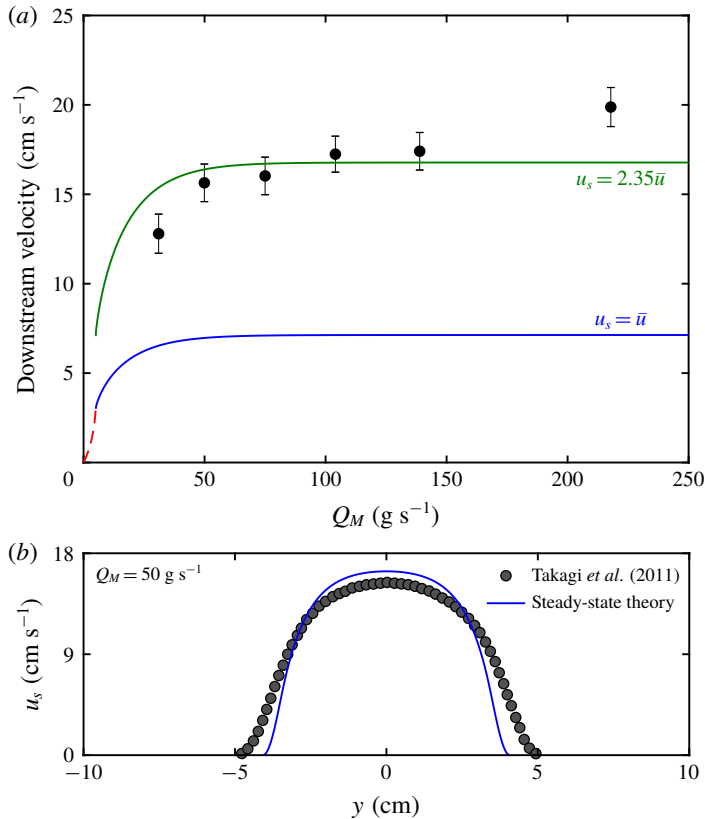 (a)
25
20
15
10
5
0
Downstream velocity (cm s⁻¹)
u_s = 2.35ū
u_s = ū
50 100 150 200 250
Q_M (g s⁻¹)
(b)
18
9
0
u_s (cm s⁻¹)
Q_M = 50 g s⁻¹
Takagi et al. (2011)
Steady-state theory
−10 −5 0 5 10
y (cm)